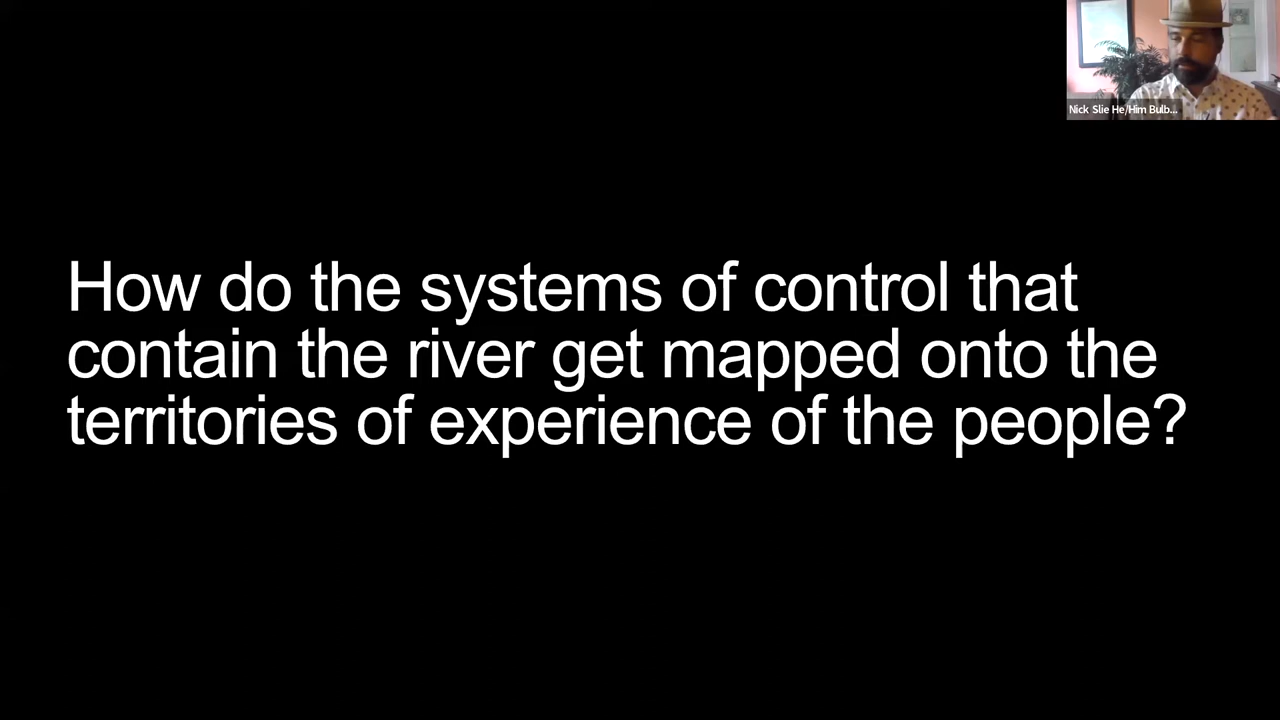 Nick Slie He/Him Bulb...
How do the systems of control that
contain the river get mapped onto the
territories of experience of the people?